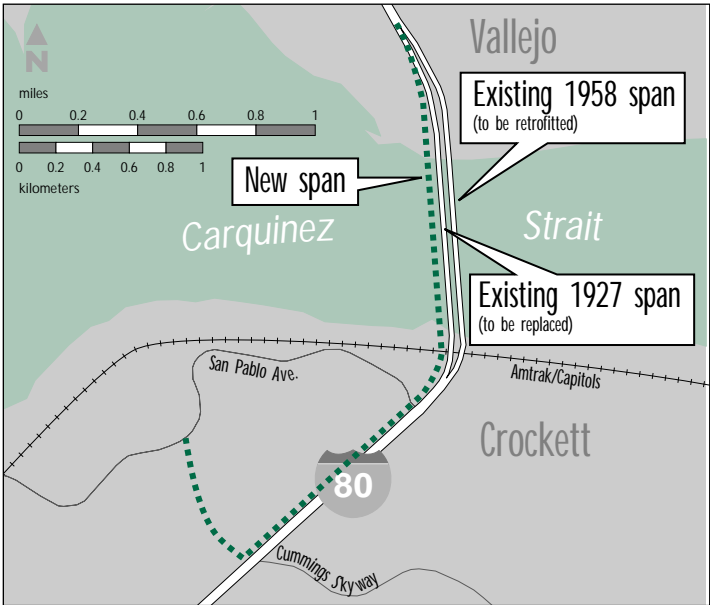 Vallejo
N
miles
0 0.2 0.4 0.6 0.8 1
0 0.2 0.4 0.6 0.8 1
kilometers
Existing 1958 span
(to be retrofitted)
New span
Carquinez Strait
Existing 1927 span
(to be replaced)
San Pablo Ave.
Amtrak/Capitols
Crockett
80
Cummings Skyway